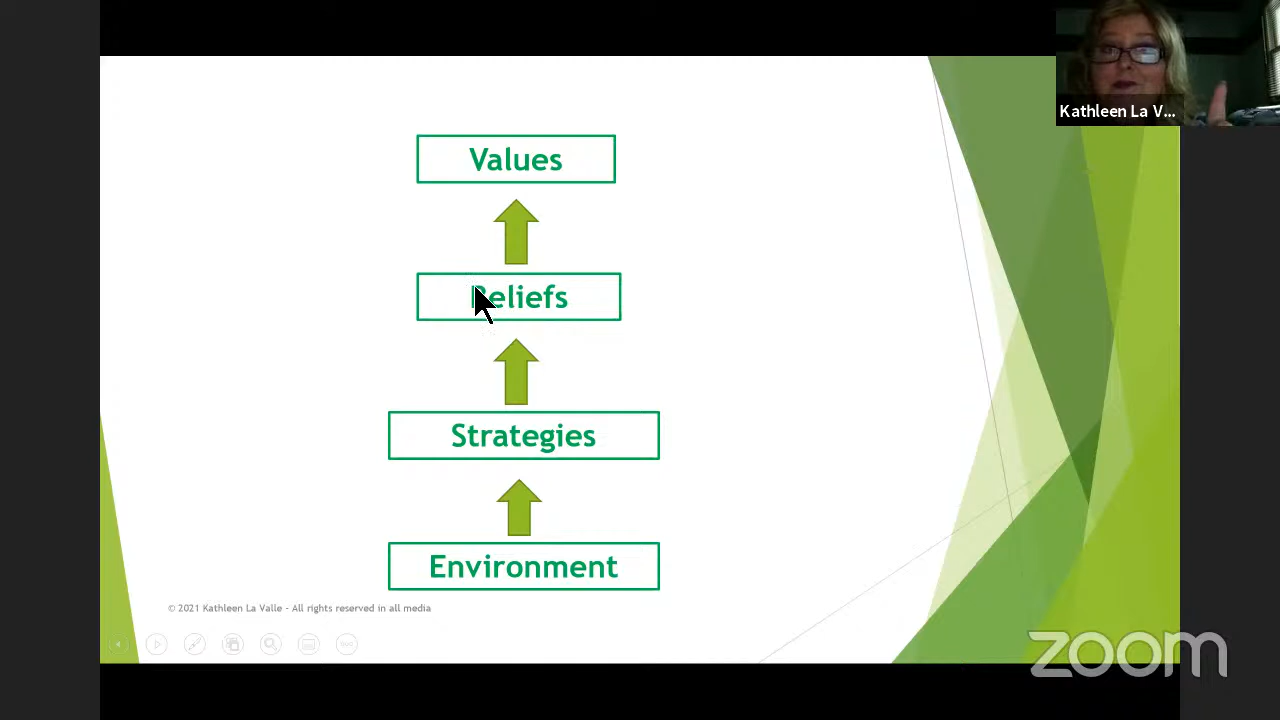 Kathleen La V...
Values
Beliefs
Strategies
Environment
© 2021 Kathleen La Valle - All rights reserved in all media
zoom